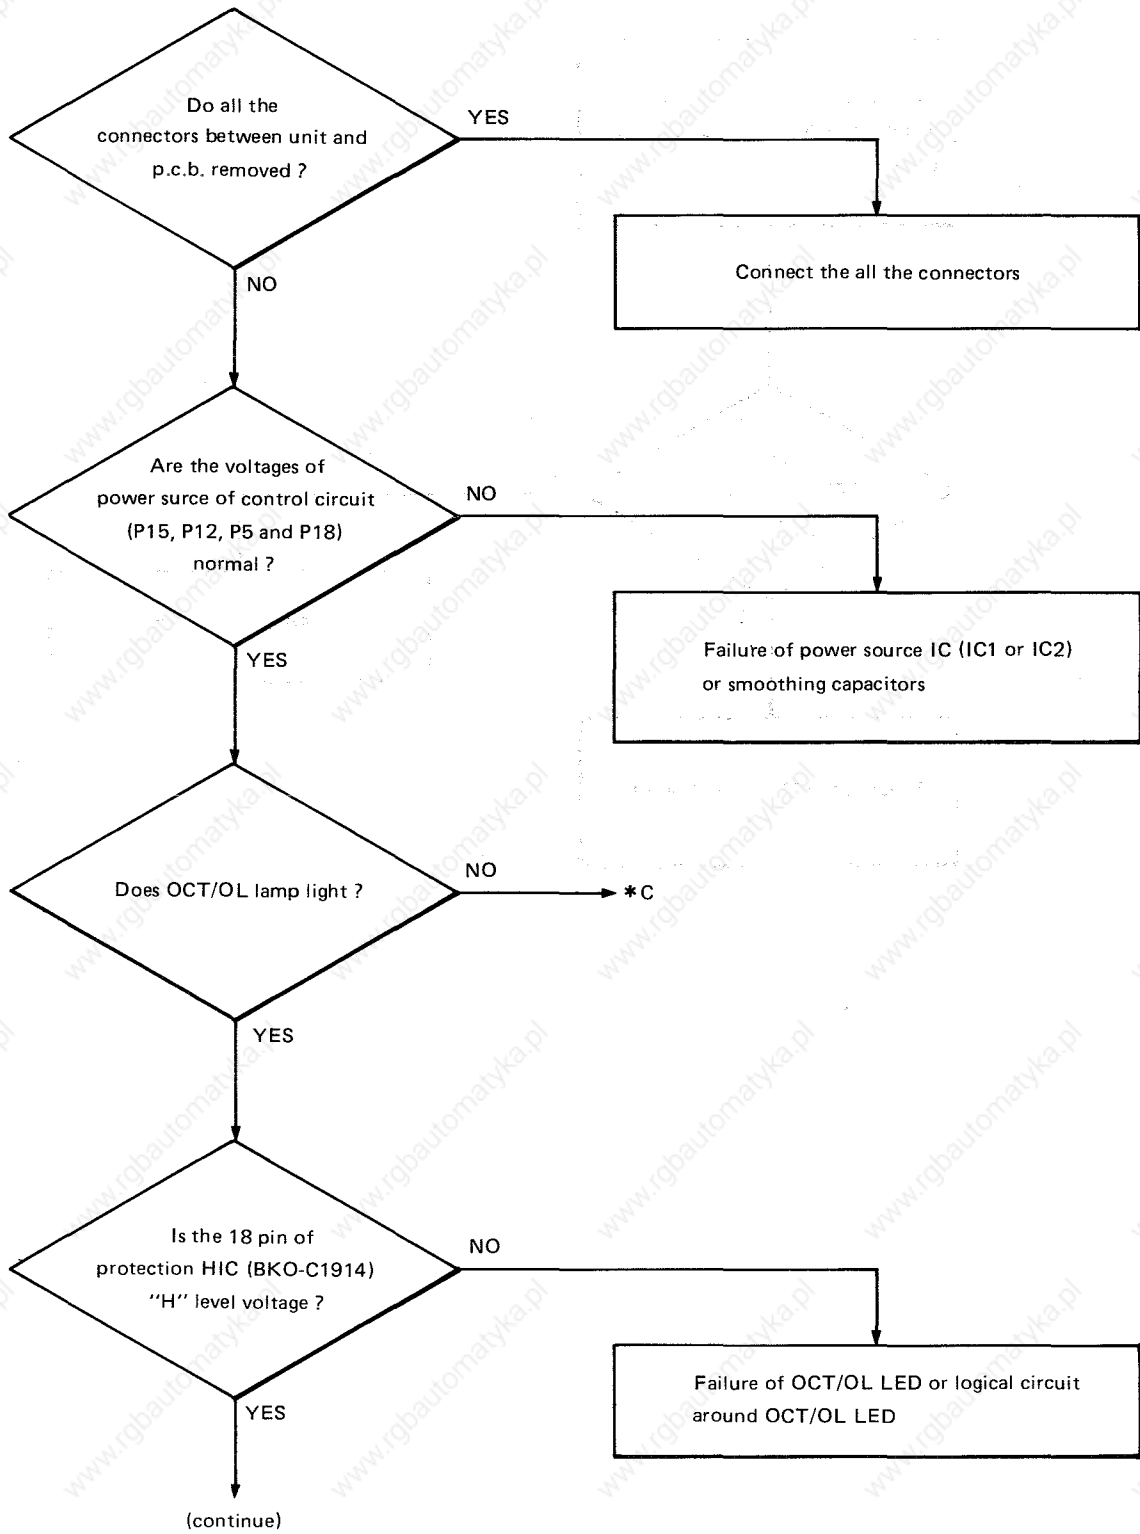 Do all the
connectors between unit and
p.c.b. removed ?
YES
Connect the all the connectors
NO
Are the voltages of
power surce of control circuit
(P15, P12, P5 and P18)
normal ?
NO
Failure of power source IC (IC1 or IC2)
or smoothing capacitors
YES
Does OCT/OL lamp light ?
NO
*C
YES
Is the 18 pin of
protection HIC (BKO-C1914)
"H" level voltage ?
NO
Failure of OCT/OL LED or logical circuit
around OCT/OL LED
YES
(continue)
www.rgbautomatyka.pl